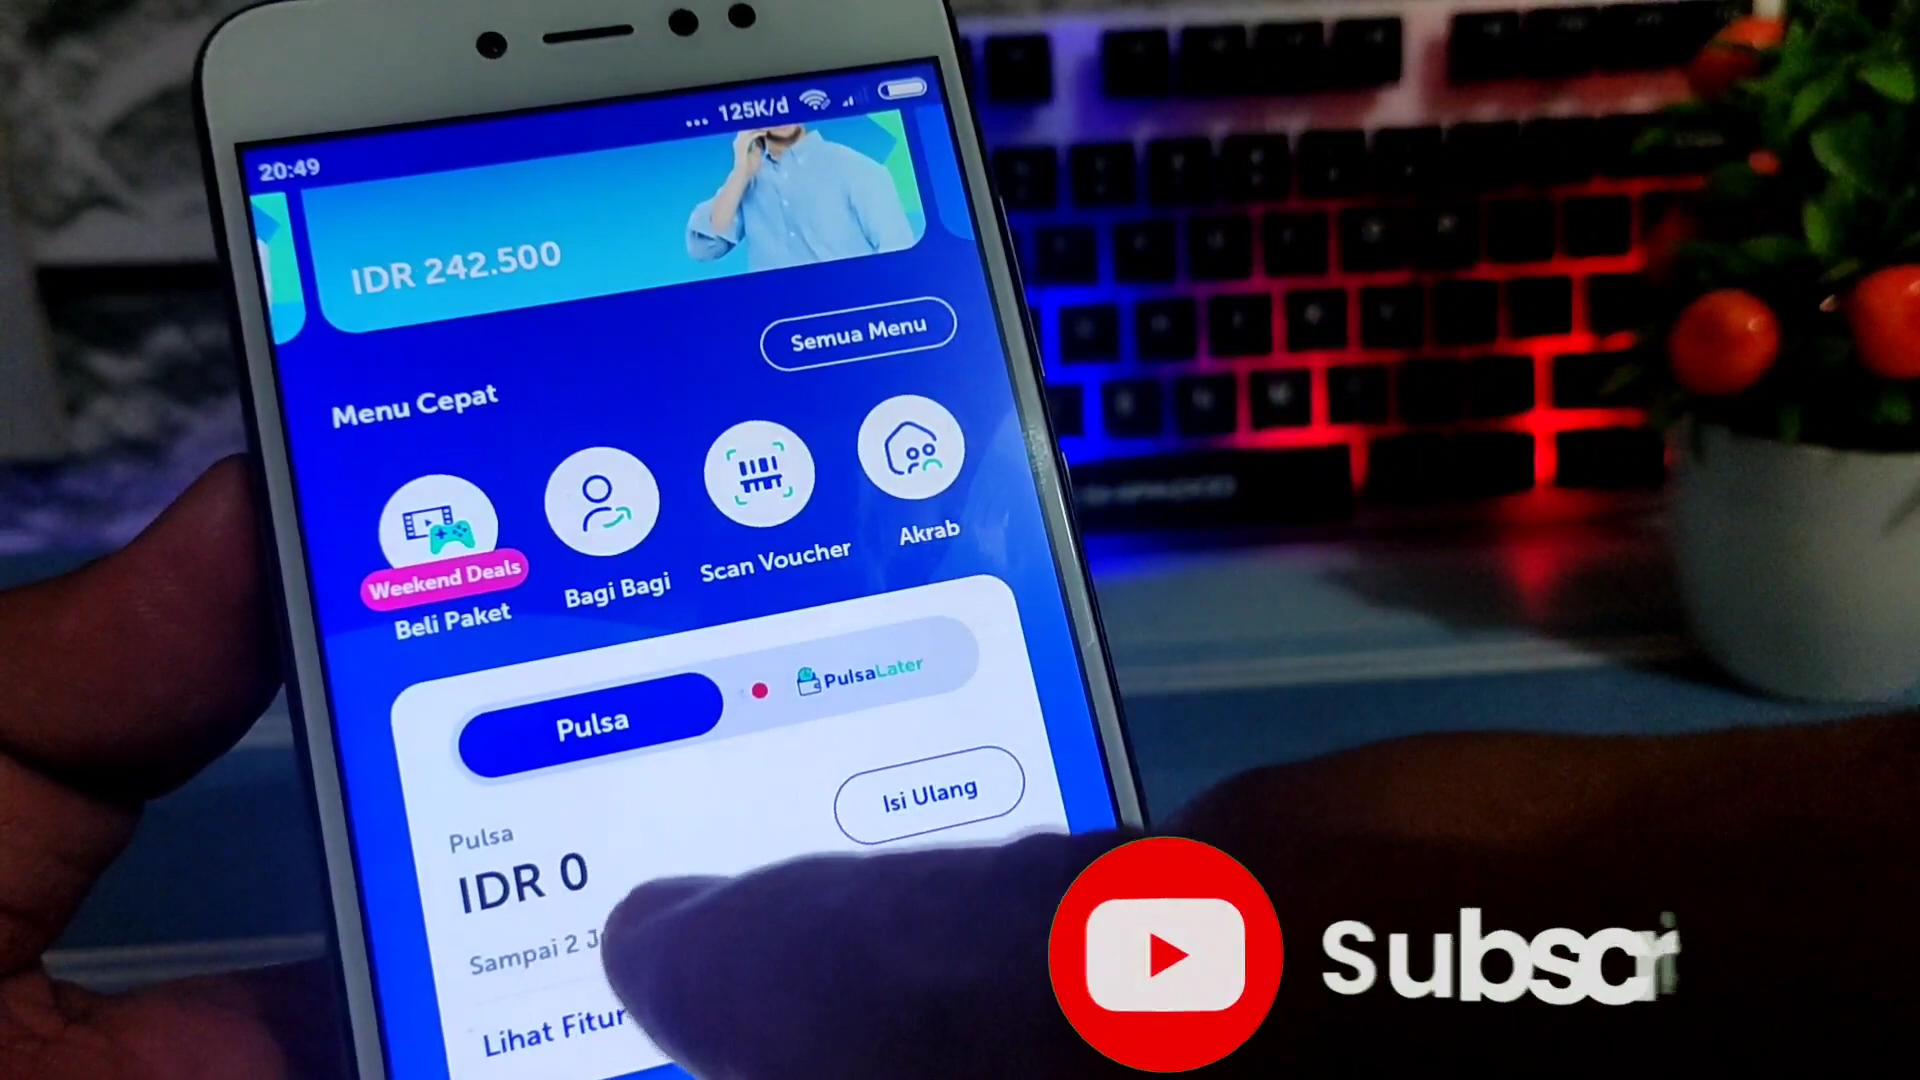 ... 125K/d
20:49
IDR 242.500
Semua Menu
Menu Cepat
Weekend Deals
Beli Paket
Bagi Bagi
Scan Voucher
Akrab
Pulsa
PulsaLater
Isi Ulang
Pulsa
IDR 0
Sampai 2
Lihat Fitur
Subscri